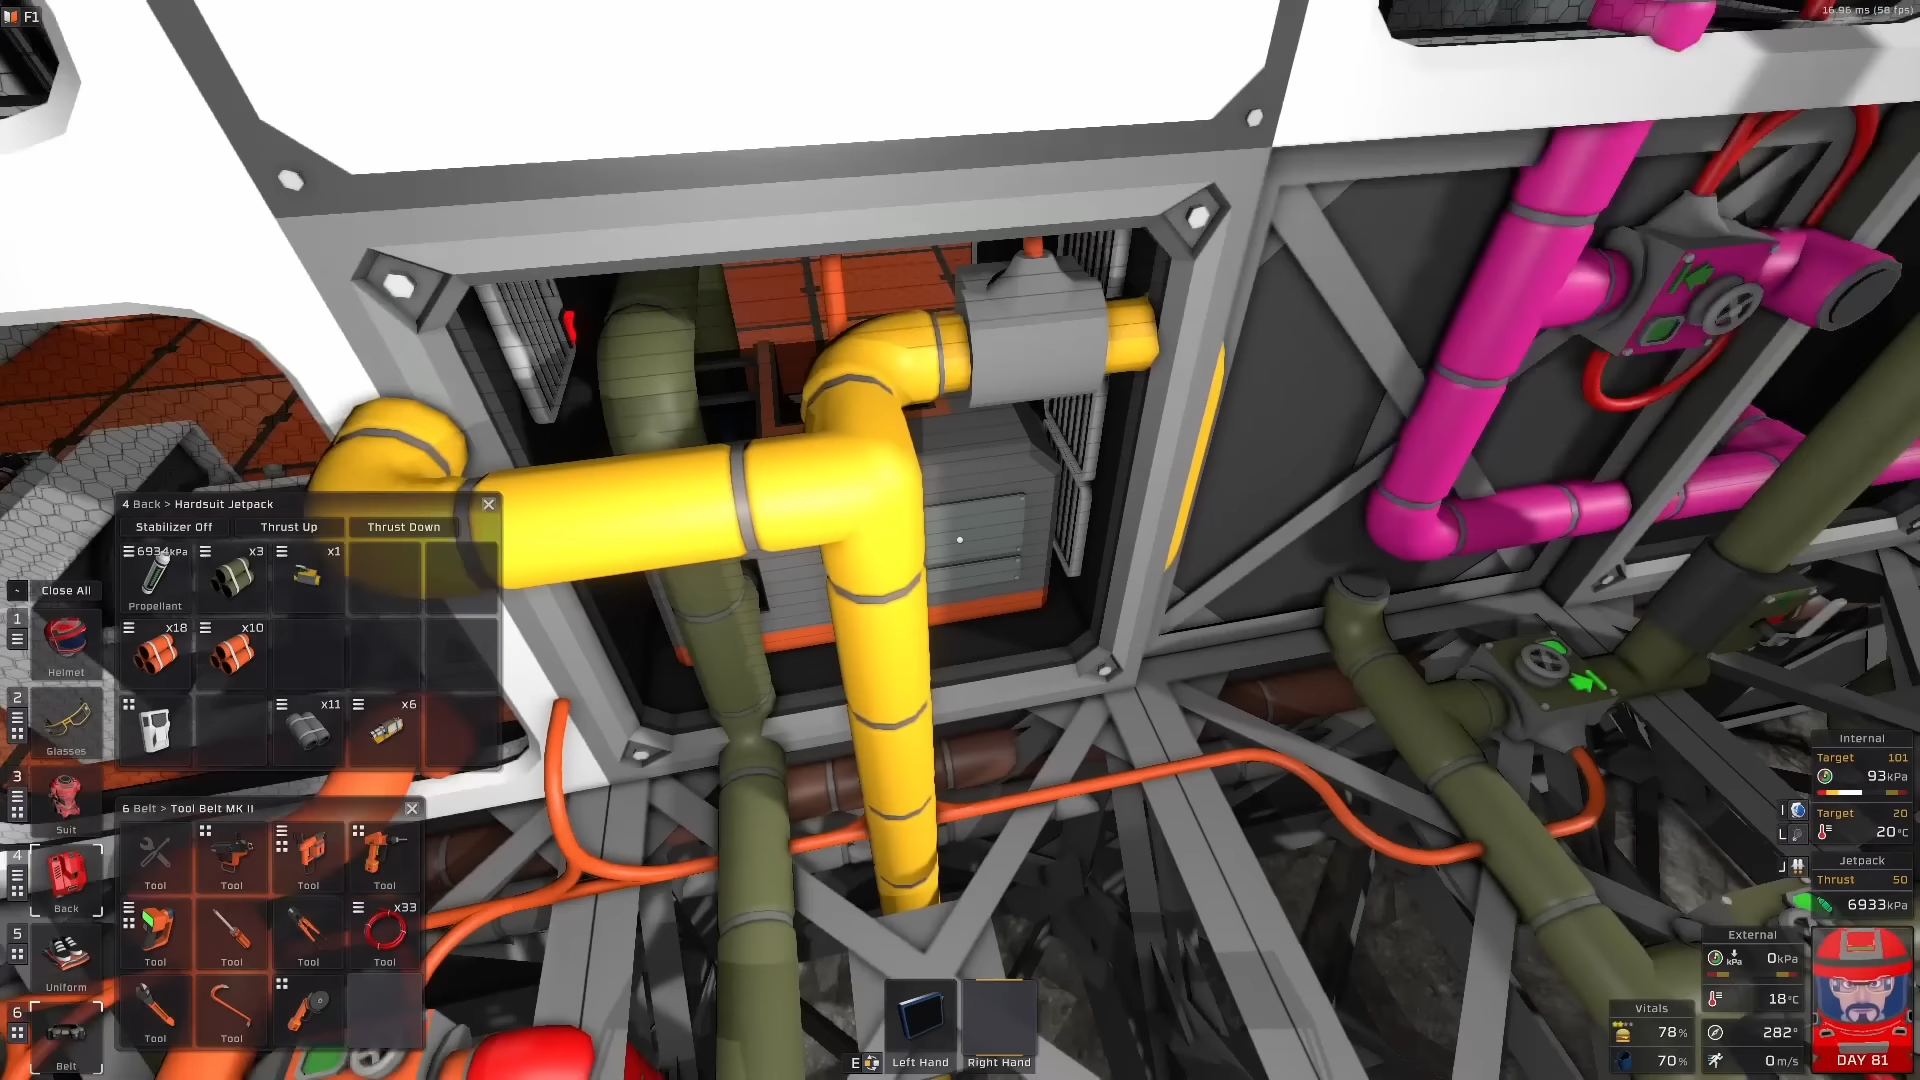 F1
16.96 ms (58 fps)
4 Back > Hardsuit Jetpack
Stabilizer Off
Thrust Up
Thrust Down
6934kPa
x3
x1
Propellant
x18
x10
x11
x6
~
Close All
1
Helmet
2
Glasses
3
Suit
4
Back
5
Uniform
6
Belt
6 Belt > Tool Belt MK II
Tool
Tool
Tool
Tool
x33
Tool
Tool
Tool
Tool
Tool
Tool
Tool
E
Left Hand
Right Hand
Internal
Target 101
93kPa
I
Target 20
L
20°C
Jetpack
J
Thrust 50
6933kPa
External
kPa
0kPa
18°C
Vitals
78%
282°
70%
0m/s
DAY 81